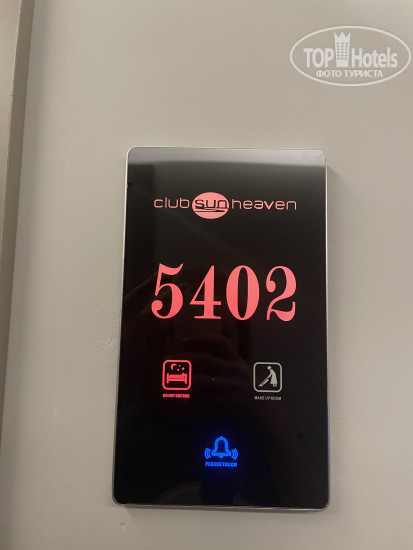 TOP Hotels
ФОТО ТУРИСТА
club sun heaven
5402
DO NOT DISTURB
MAKE UP ROOM
PLEASE TOUCH